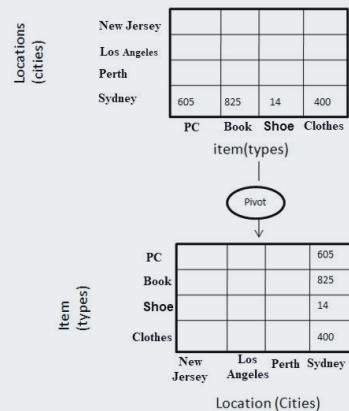 Locations
(cities)
New Jersey
Los Angeles
Perth
Sydney
605 825 14 400
PC Book Shoe Clothes
item(types)
Pivot
Item
(types)
PC 605
Book 825
Shoe 14
Clothes 400
New Los Perth Sydney
Jersey Angeles
Location (Cities)